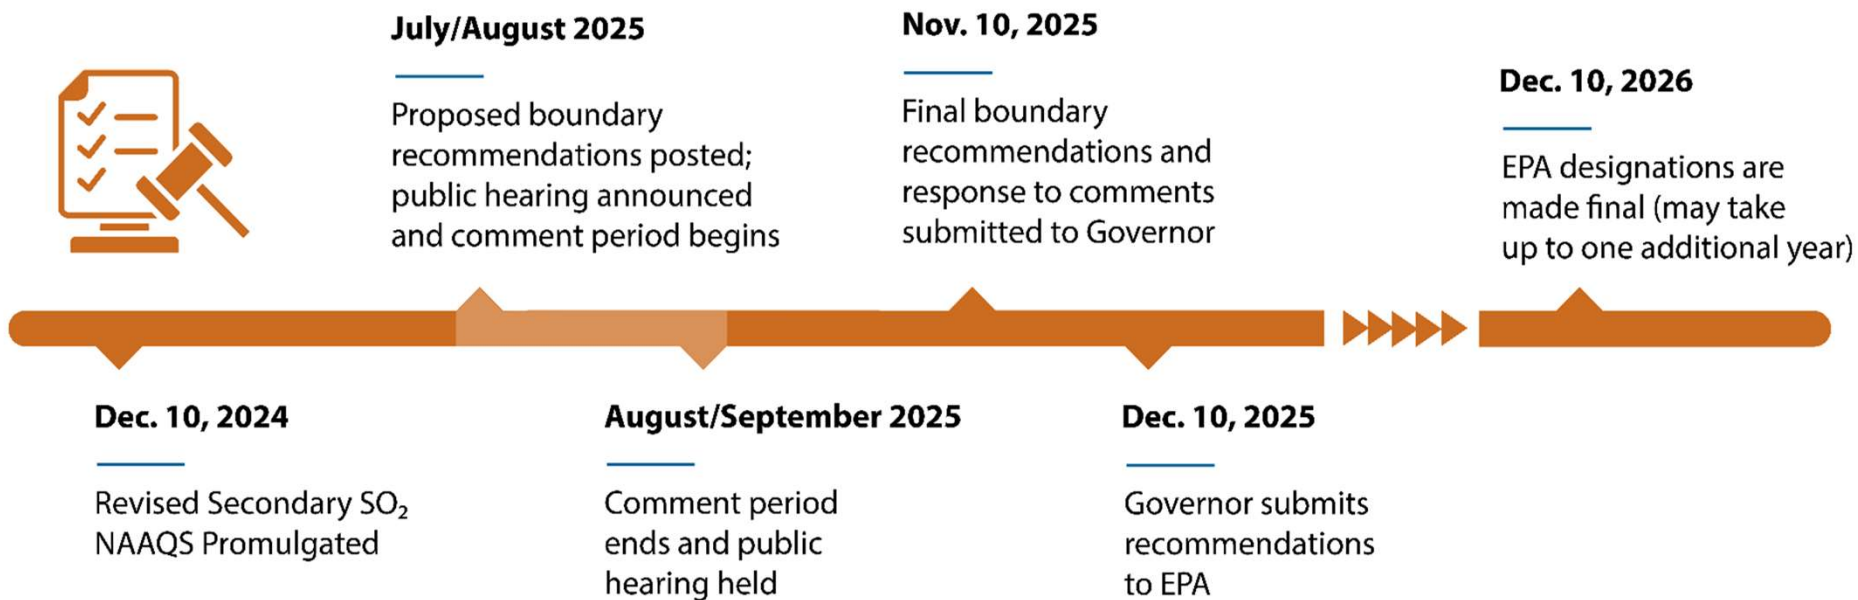 July/August 2025
Proposed boundary
recommendations posted;
public hearing announced
and comment period begins
Nov. 10, 2025
Final boundary
recommendations and
response to comments
submitted to Governor
Dec. 10, 2026
EPA designations are
made final (may take
up to one additional year)
Dec. 10, 2024
Revised Secondary SO₂
NAAQS Promulgated
August/September 2025
Comment period
ends and public
hearing held
Dec. 10, 2025
Governor submits
recommendations
to EPA